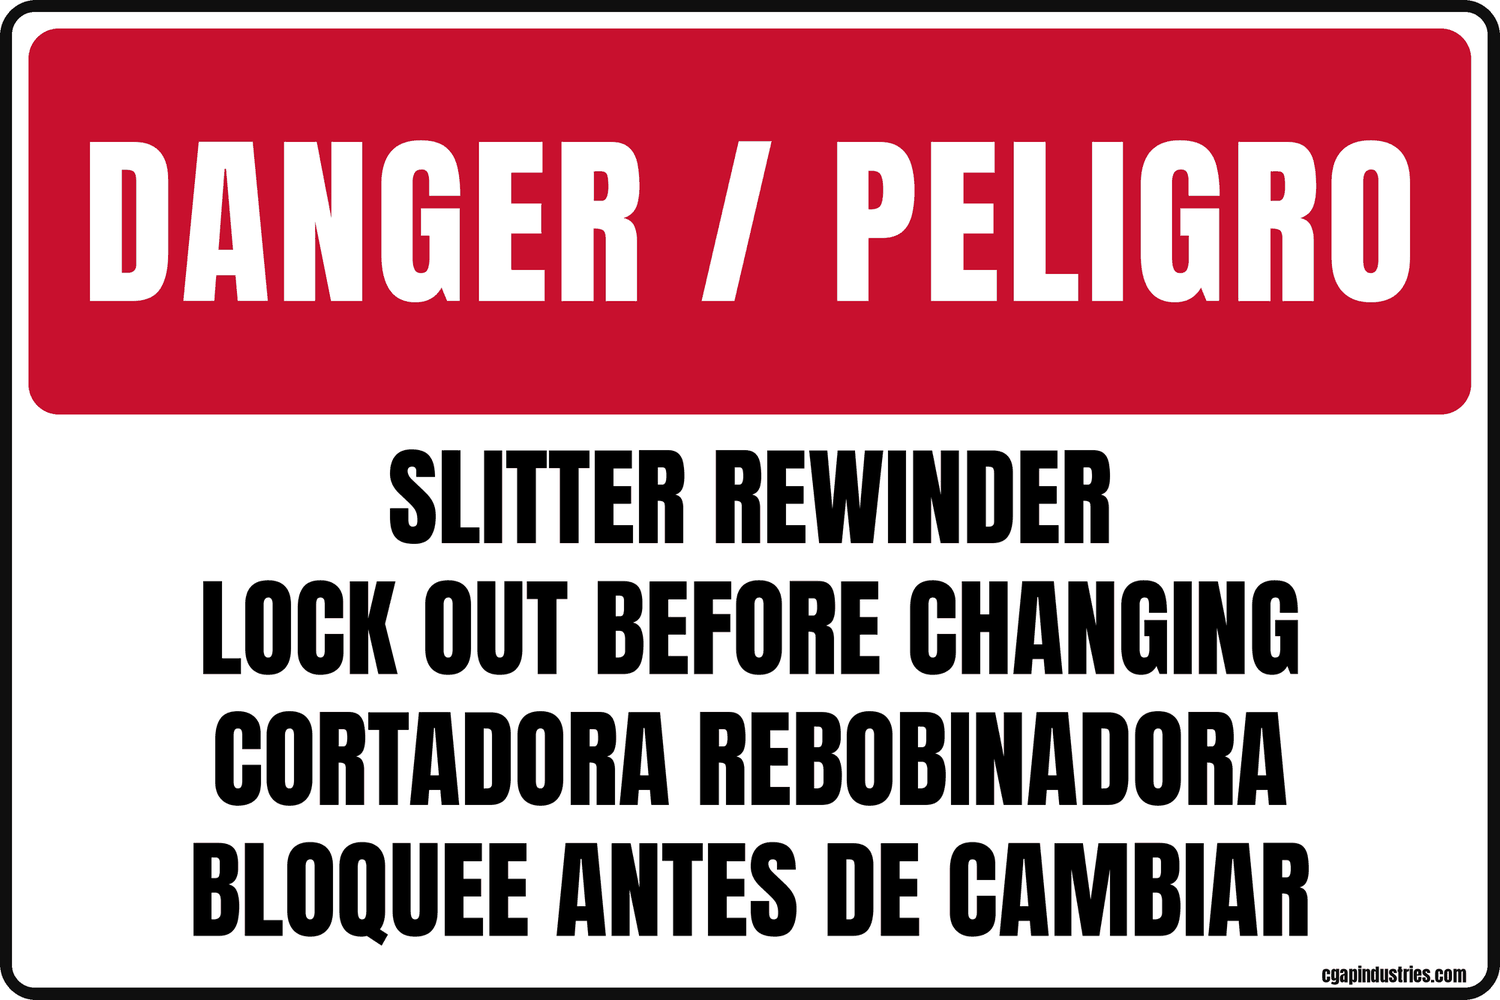 DANGER / PELIGRO
SLITTER REWINDER
LOCK OUT BEFORE CHANGING
CORTADORA REBOBINADORA
BLOQUEE ANTES DE CAMBIAR
cgapindustries.com